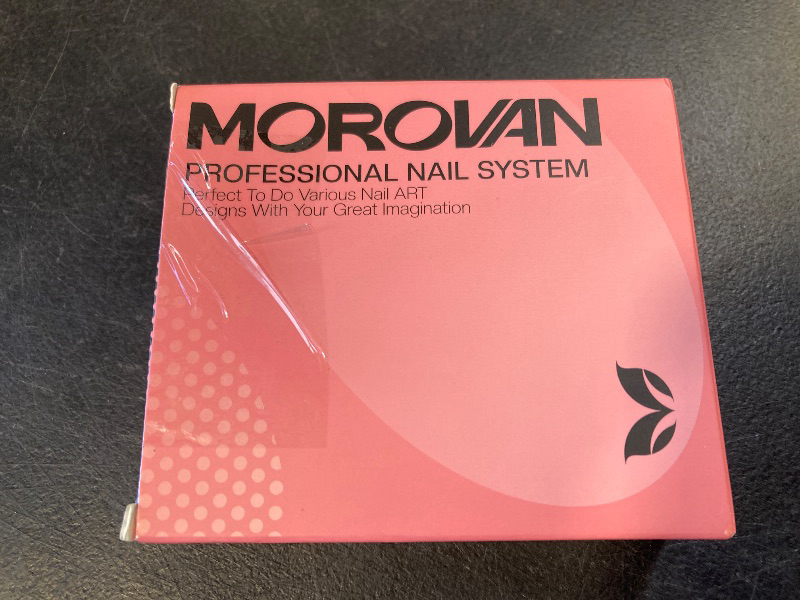 MOROVAN
PROFESSIONAL NAIL SYSTEM
Perfect To Do Various Nail ART
Designs With Your Great Imagination